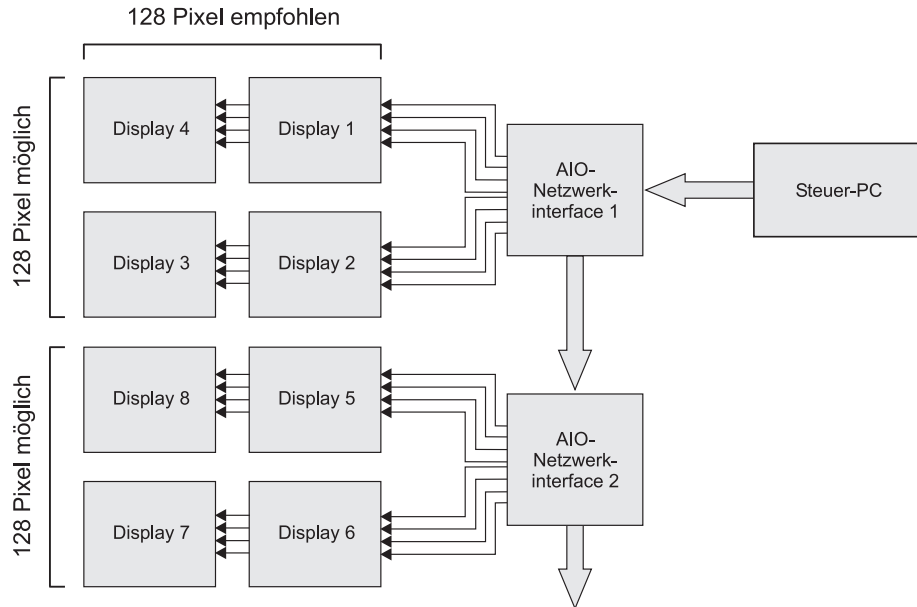 128 Pixel empfohlen
128 Pixel möglich
Display 4
Display 1
AIO-
Netzwerk-
interface 1
Steuer-PC
Display 3
Display 2
128 Pixel möglich
Display 8
Display 5
AIO-
Netzwerk-
interface 2
Display 7
Display 6